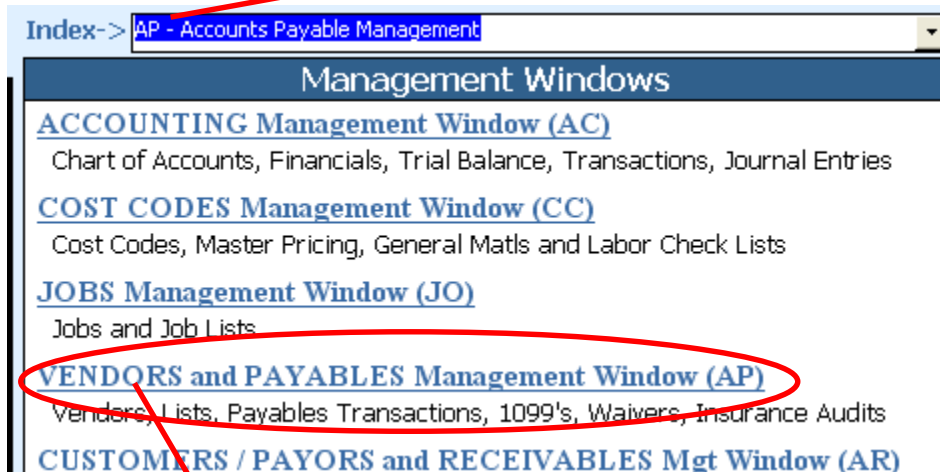 Index-> AP - Accounts Payable Management
Management Windows
ACCOUNTING Management Window (AC)
Chart of Accounts, Financials, Trial Balance, Transactions, Journal Entries
COST CODES Management Window (CC)
Cost Codes, Master Pricing, General Matls and Labor Check Lists
JOBS Management Window (JO)
Jobs and Job Lists
VENDORS and PAYABLES Management Window (AP)
Vendors, Lists, Payables Transactions, 1099's, Waivers, Insurance Audits
CUSTOMERS / PAYORS and RECEIVABLES Mgt Window (AR)